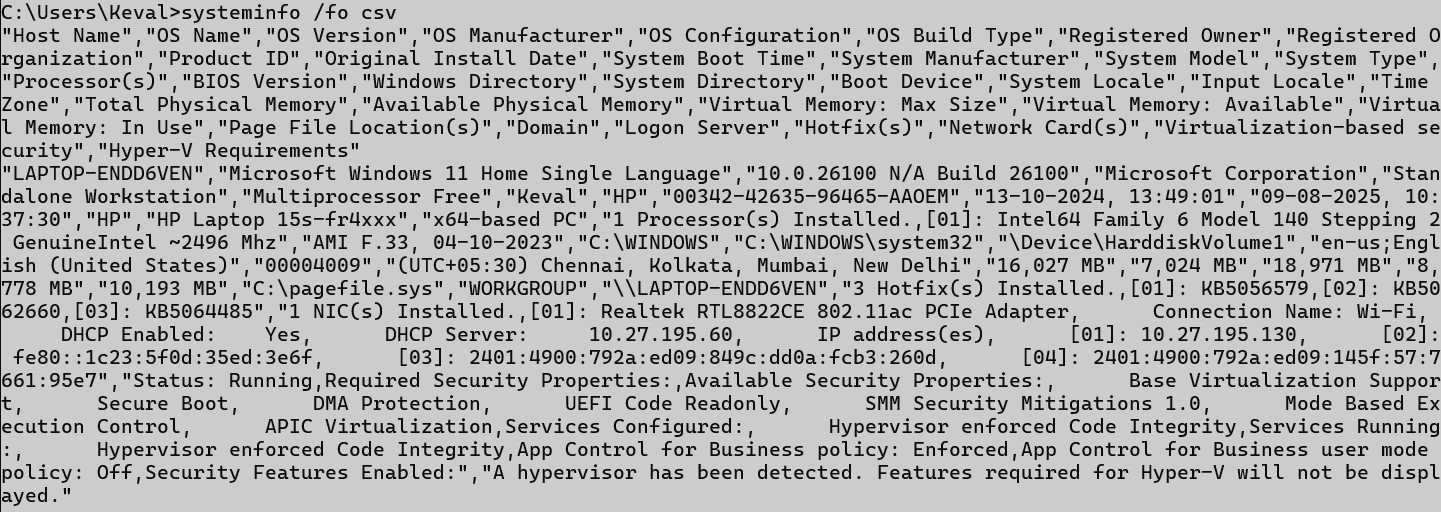 C:\Users\Keval>systeminfo /fo csv
"Host Name","OS Name","OS Version","OS Manufacturer","OS Configuration","OS Build Type","Registered Owner","Registered O
rganization","Product ID","Original Install Date","System Boot Time","System Manufacturer","System Model","System Type",
"Processor(s)","BIOS Version","Windows Directory","System Directory","Boot Device","System Locale","Input Locale","Time
Zone","Total Physical Memory","Available Physical Memory","Virtual Memory: Max Size","Virtual Memory: Available","Virtua
l Memory: In Use","Page File Location(s)","Domain","Logon Server","Hotfix(s)","Network Card(s)","Virtualization-based se
curity","Hyper-V Requirements"
"LAPTOP-ENDD6VEN","Microsoft Windows 11 Home Single Language","10.0.26100 N/A Build 26100","Microsoft Corporation","Stan
dalone Workstation","Multiprocessor Free","Keval","HP","00342-42635-96465-AAOEM","13-10-2024, 13:49:01","09-08-2025, 10:
37:30","HP","HP Laptop 15s-fr4xxx","x64-based PC","1 Processor(s) Installed.,[01]: Intel64 Family 6 Model 140 Stepping 2
 GenuineIntel ~2496 Mhz","AMI F.33, 04-10-2023","C:\WINDOWS","C:\WINDOWS\system32","\Device\HarddiskVolume1","en-us;Engl
ish (United States)","00004009","(UTC+05:30) Chennai, Kolkata, Mumbai, New Delhi","16,027 MB","7,024 MB","18,971 MB","8,
778 MB","10,193 MB","C:\pagefile.sys","WORKGROUP","\\LAPTOP-ENDD6VEN","3 Hotfix(s) Installed.,[01]: KB5056579,[02]: KB50
62660,[03]: KB5064485","1 NIC(s) Installed.,[01]: Realtek RTL8822CE 802.11ac PCIe Adapter,      Connection Name: Wi-Fi,
     DHCP Enabled:    Yes,      DHCP Server:     10.27.195.60,      IP address(es),      [01]: 10.27.195.130,      [02]:
 fe80::1c23:5f0d:35ed:3e6f,      [03]: 2401:4900:792a:ed09:849c:dd0a:fcb3:260d,      [04]: 2401:4900:792a:ed09:145f:57:7
661:95e7","Status: Running,Required Security Properties:,Available Security Properties:,      Base Virtualization Suppor
t,      Secure Boot,      DMA Protection,      UEFI Code Readonly,      SMM Security Mitigations 1.0,      Mode Based Ex
ecution Control,      APIC Virtualization,Services Configured:,      Hypervisor enforced Code Integrity,Services Running
:,      Hypervisor enforced Code Integrity,App Control for Business policy: Enforced,App Control for Business user mode
policy: Off,Security Features Enabled:","A hypervisor has been detected. Features required for Hyper-V will not be displ
ayed."